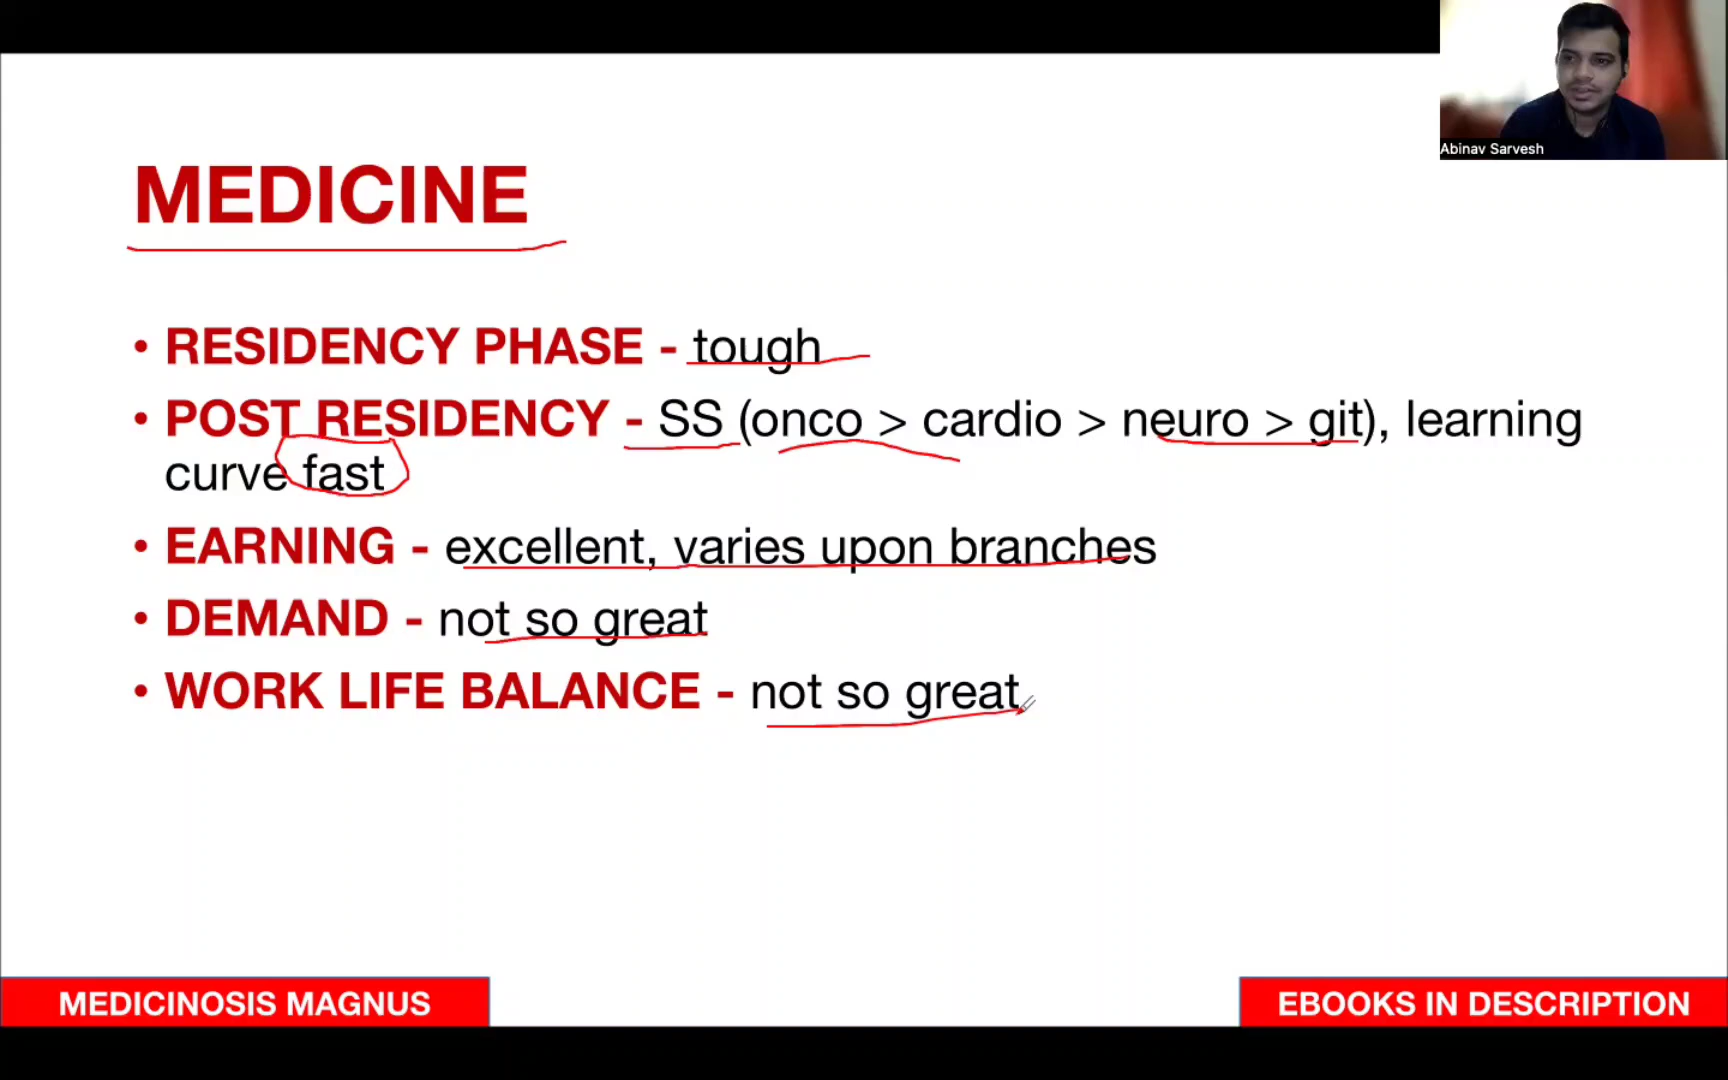 Abinav Sarvesh
MEDICINE
• RESIDENCY PHASE - tough
• POST RESIDENCY - SS (onco > cardio > neuro > git), learning
curve fast
• EARNING - excellent, varies upon branches
• DEMAND - not so great
• WORK LIFE BALANCE - not so great
MEDICINOSIS MAGNUS
EBOOKS IN DESCRIPTION